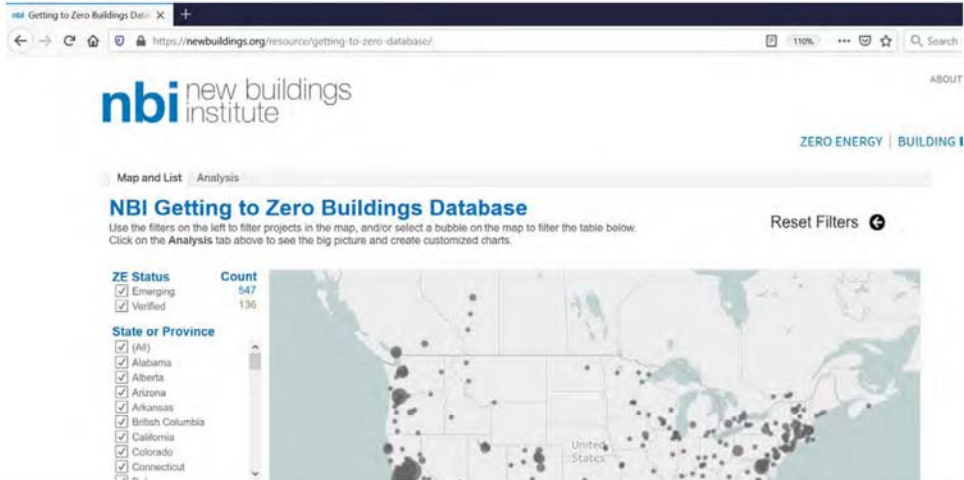 nbi Getting to Zero Buildings Data
https://newbuildings.org/resource/getting-to-zero-database/
110%
Search
nbi new buildings
institute
ABOUT
ZERO ENERGY | BUILDING
Map and List Analysis
NBI Getting to Zero Buildings Database
Use the filters on the left to filter projects in the map, and/or select a bubble on the map to filter the table below.
Click on the Analysis tab above to see the big picture and create customized charts.
Reset Filters
ZE Status Count
Emerging 547
Verified 136
State or Province
(All)
Alabama
Alberta
Arizona
Arkansas
British Columbia
California
Colorado
Connecticut
United
States